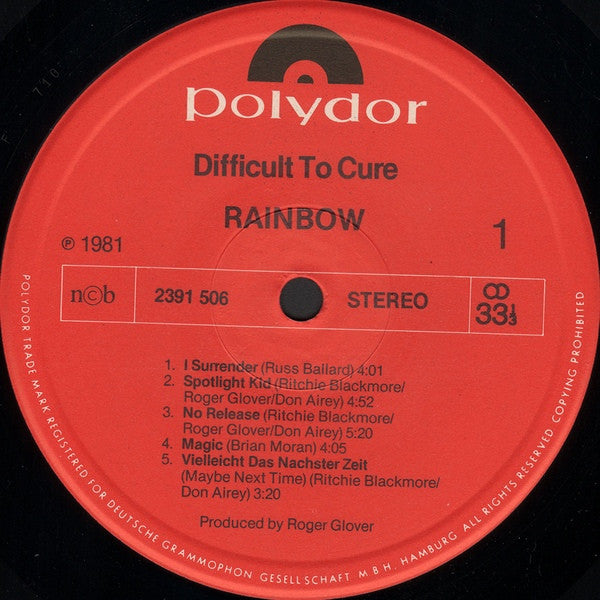 polydor
Difficult To Cure
RAINBOW
℗ 1981
1
n©b
2391 506
STEREO
33⅓
1. I Surrender (Russ Bailard) 4:01
2. Spotlight Kid (Ritchie Blackmore/
Roger Glover/Don Airey) 4:52
3. No Release (Ritchie Blackmore/
Roger Glover/Don Airey) 5:20
4. Magic (Brian Moran) 4:05
5. Vielleicht Das Nachster Zeit
(Maybe Next Time) (Ritchie Blackmore/
Don Airey) 3:20
Produced by Roger Glover
POLYDOR TRADE MARK REGISTERED FOR DEUTSCHE GRAMMOPHON GESELLSCHAFT M B H. HAMBURG ALL RIGHTS RESERVED COPYING PROHIBITED